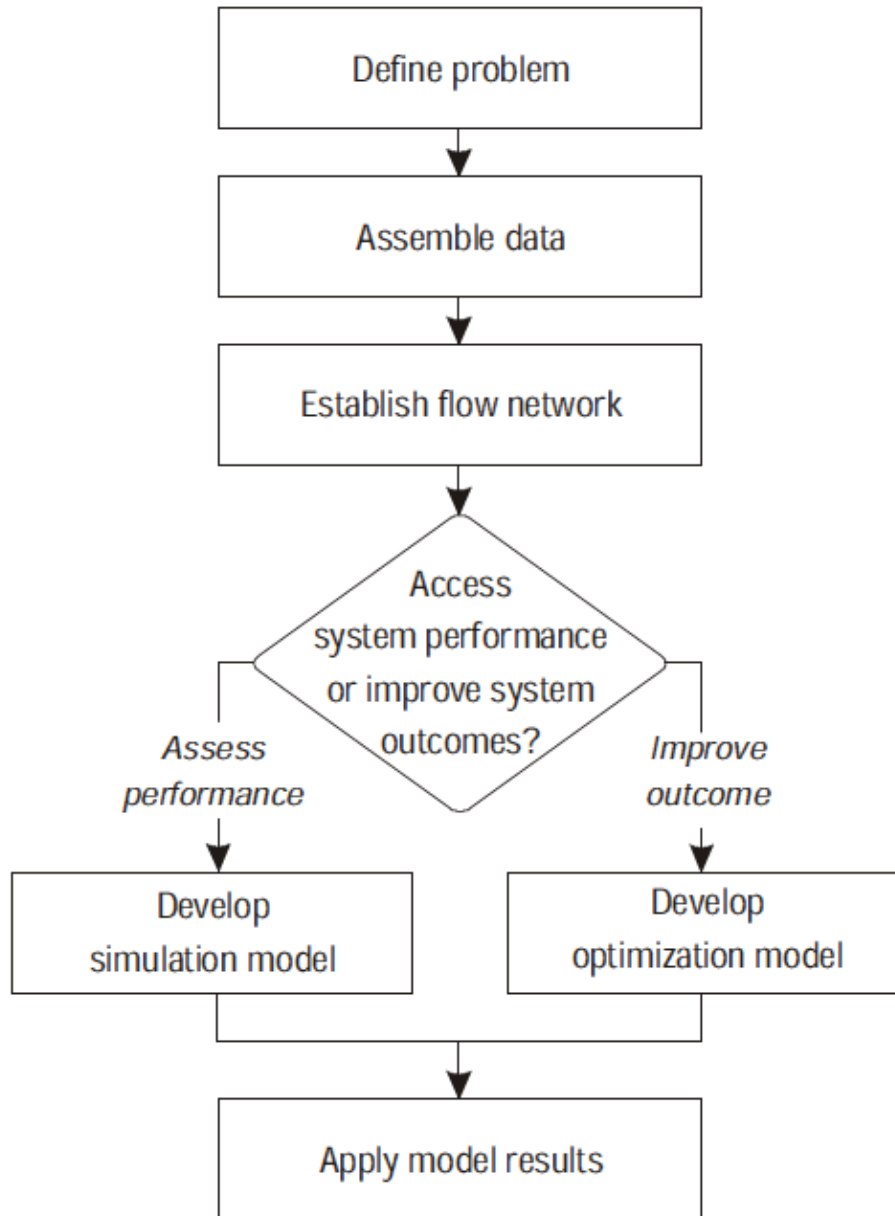 Define problem
Assemble data
Establish flow network
Access
system performance
or improve system
outcomes?
Assess
performance
Improve
outcome
Develop
simulation model
Develop
optimization model
Apply model results